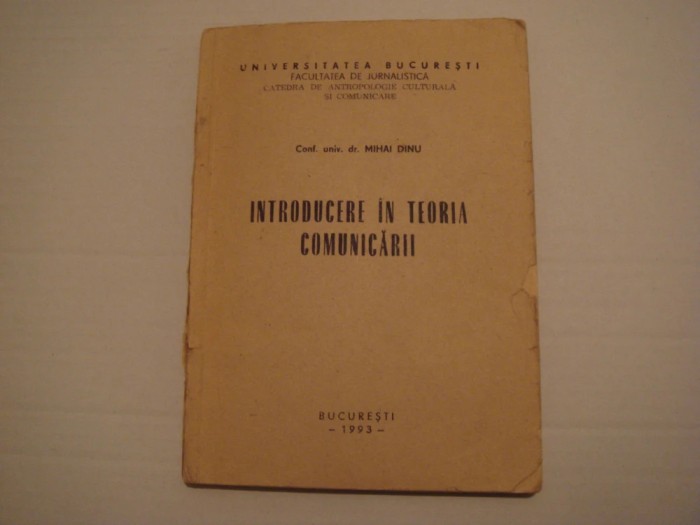 UNIVERSITATEA BUCUREŞTI
FACULTATEA DE JURNALISTICĂ
CATEDRA DE ANTROPOLOGIE CULTURALĂ
ŞI COMUNICARE
Conf. univ. dr. MIHAI DINU
INTRODUCERE ÎN TEORIA
COMUNICĂRII
BUCUREŞTI
- 1993 -